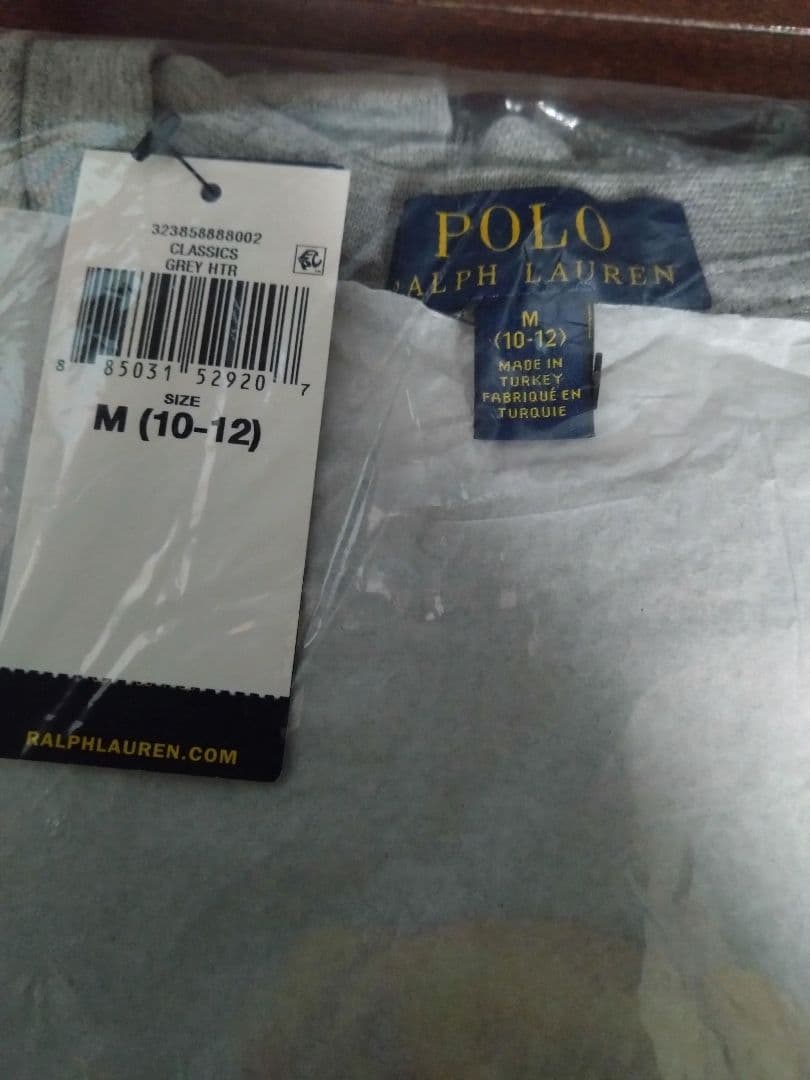 323858888002
CLASSICS
GREY HTR
8 85031 52920 7
SIZE
M (10-12)
RALPHLAUREN.COM
POLO
RALPH LAUREN
M
(10-12)
MADE IN
TURKEY
FABRIQUÉ EN
TURQUIE